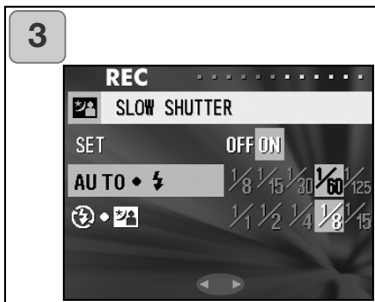 3
REC
SLOW SHUTTER
SET OFF ON
AUTO • 1/8 1/15 1/30 1/60 1/125
• 1/1 1/2 1/4 1/8 1/15